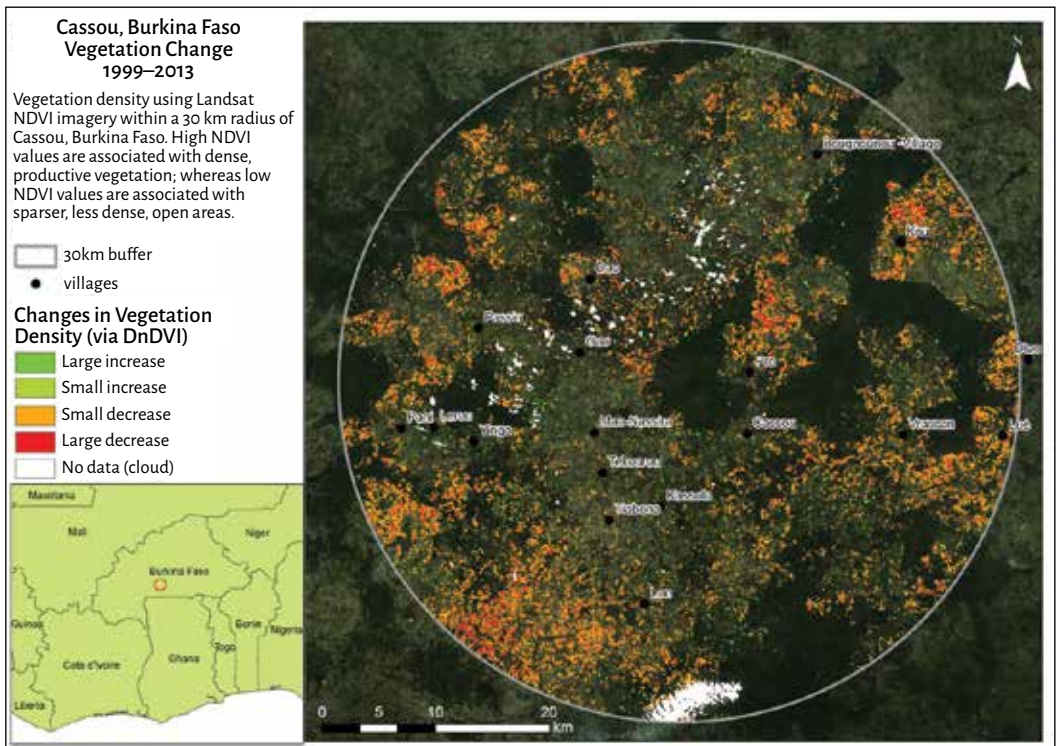 Cassou, Burkina Faso
Vegetation Change
1999–2013
Vegetation density using Landsat
NDVI imagery within a 30 km radius of
Cassou, Burkina Faso. High NDVI
values are associated with dense,
productive vegetation; whereas low
NDVI values are associated with
sparser, less dense, open areas.
30km buffer
villages
Changes in Vegetation
Density (via DnDVI)
Large increase
Small increase
Small decrease
Large decrease
No data (cloud)
Mauritania
Mali
Niger
Burkina Faso
Guinea
Cote d'Ivoire
Ghana
Togo
Benin
Nigeria
Liberia
N
Kou
Cassou
Vrassan
Lué
Lan
0 5 10 20
km